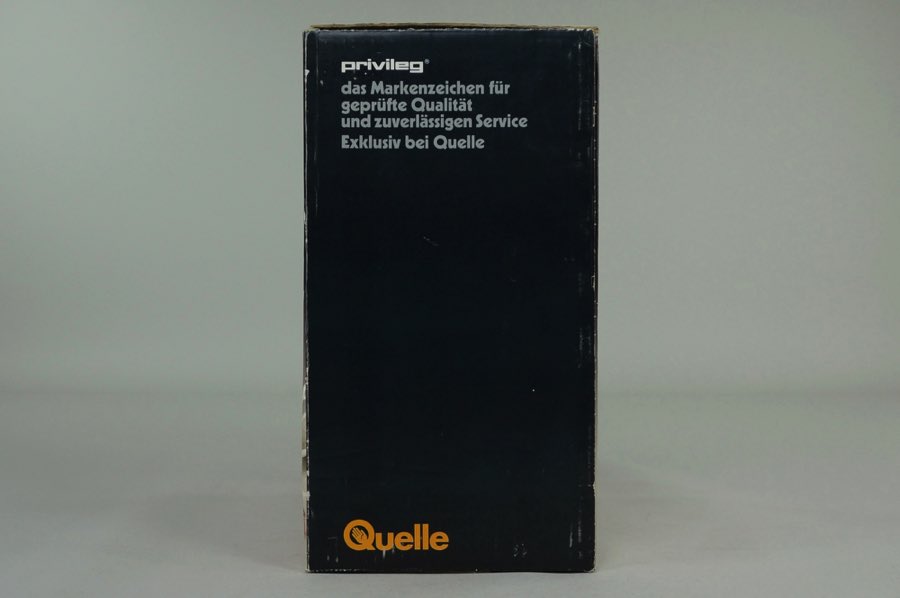 privileg®
das Markenzeichen für
geprüfte Qualität
und zuverlässigen Service
Exklusiv bei Quelle
Quelle